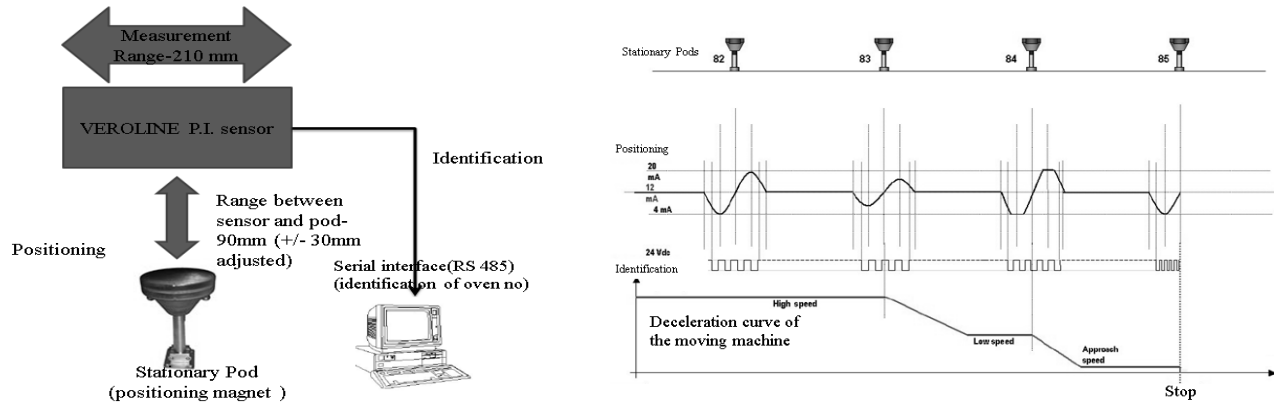 Measurement
Range-210 mm
VEROLINE P.I. sensor
Identification
Positioning
Range between
sensor and pod-
90mm (+/- 30mm
adjusted)
Serial interface(RS 485)
(identification of oven no)
Stationary Pod
(positioning magnet )
Stationary Pods
82
83
84
85
Positioning
20
mA
12
mA
4 mA
24 Vds
Identification
High speed
Deceleration curve of
the moving machine
Low speed
Approach
speed
Stop